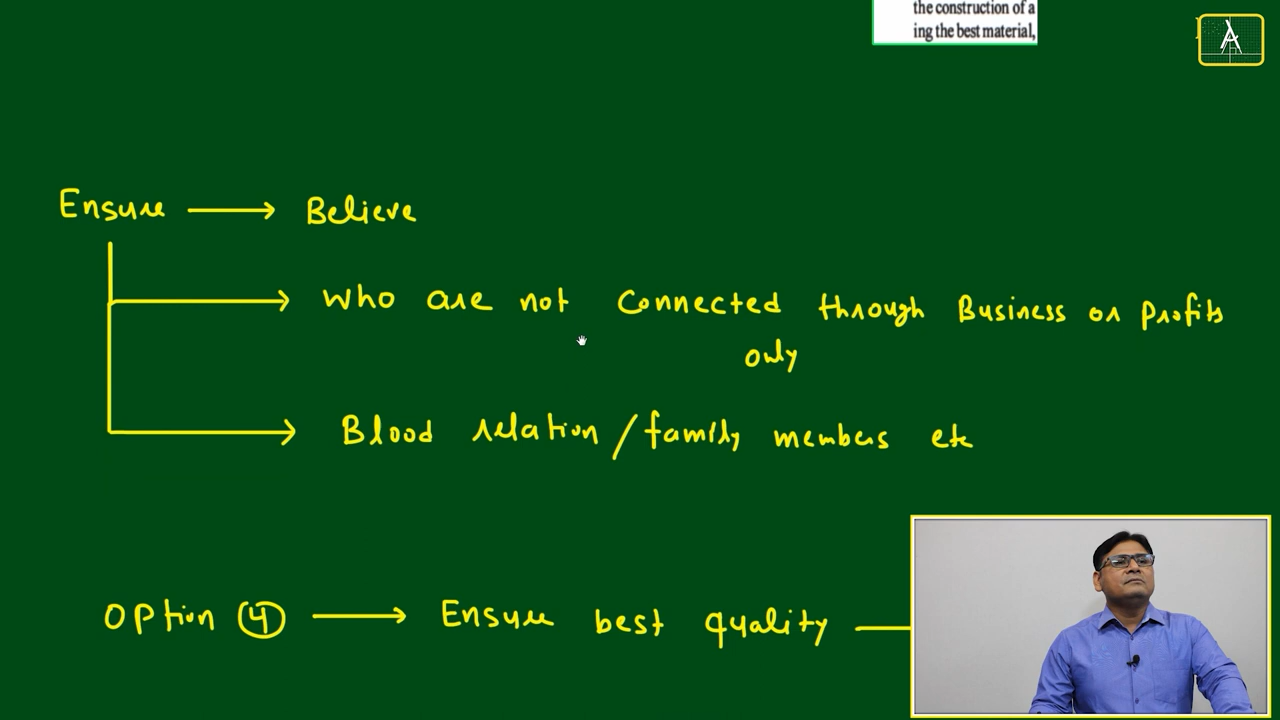 the construction of a
ing the best material,
Ensure → Believe
Who are not connected through Business or Profits
only
Blood relation / family members etc
Option ④ → Ensure best quality —